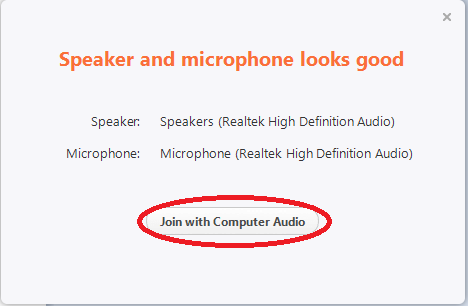 Speaker and microphone looks good
Speaker: Speakers (Realtek High Definition Audio)
Microphone: Microphone (Realtek High Definition Audio)
Join with Computer Audio